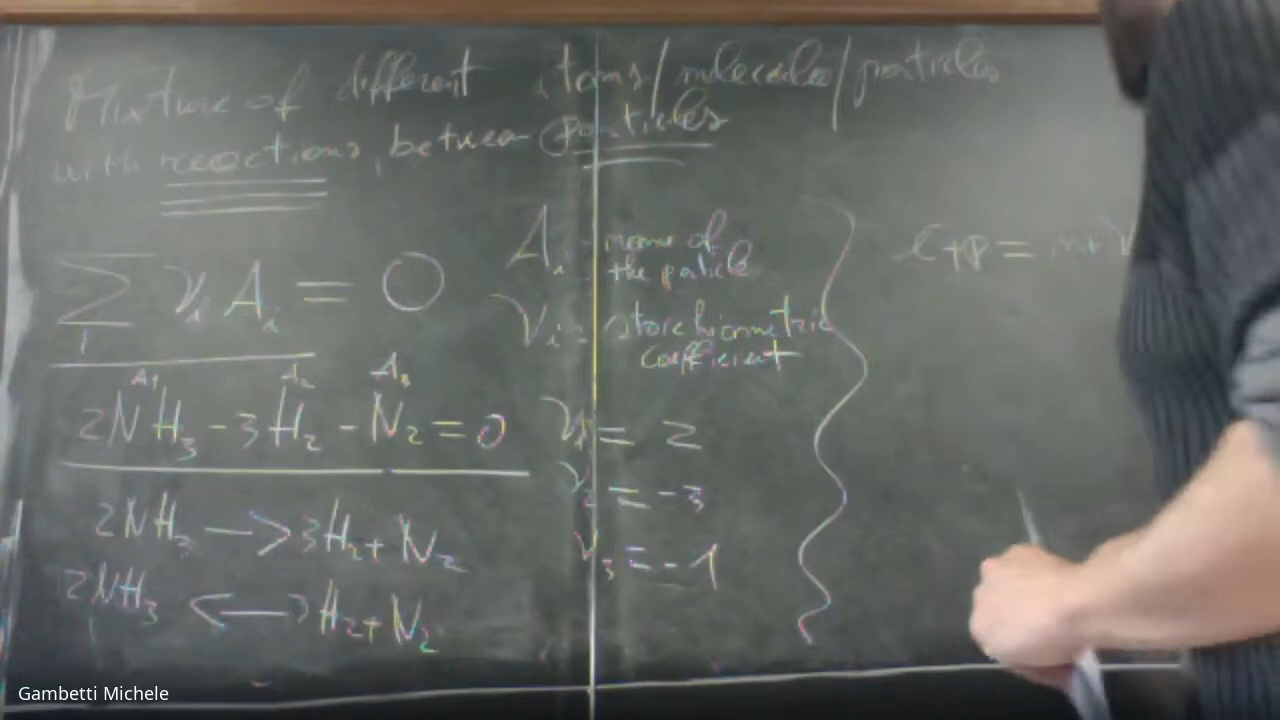 Mixture of different atoms/molecules/particles
with reactions, between particles
∑ νᵢ Aᵢ = 0
i
Aᵢ - name of
the particle
νᵢ = stoichiometric
coefficient
A₁ A₂ A₃
2NH₃ - 3H₂ - N₂ = 0
ν₁ = 2
ν₂ = -3
ν₃ = -1
2NH₃ → 3H₂ + N₂
2NH₃ ← 3H₂ + N₂
e + p = n + ν
Gambetti Michele